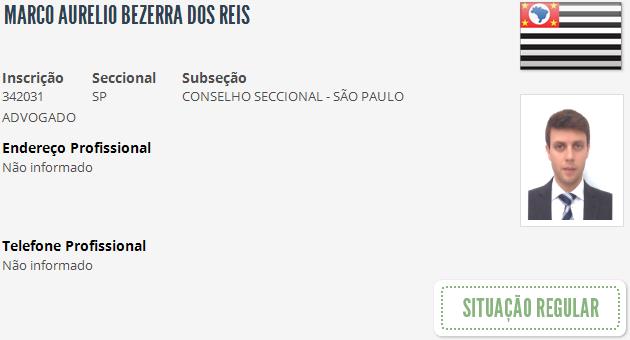 MARCO AURELIO BEZERRA DOS REIS
Inscrição Seccional Subseção
342031 SP CONSELHO SECCIONAL - SÃO PAULO
ADVOGADO
Endereço Profissional
Não informado
Telefone Profissional
Não informado
SITUAÇÃO REGULAR